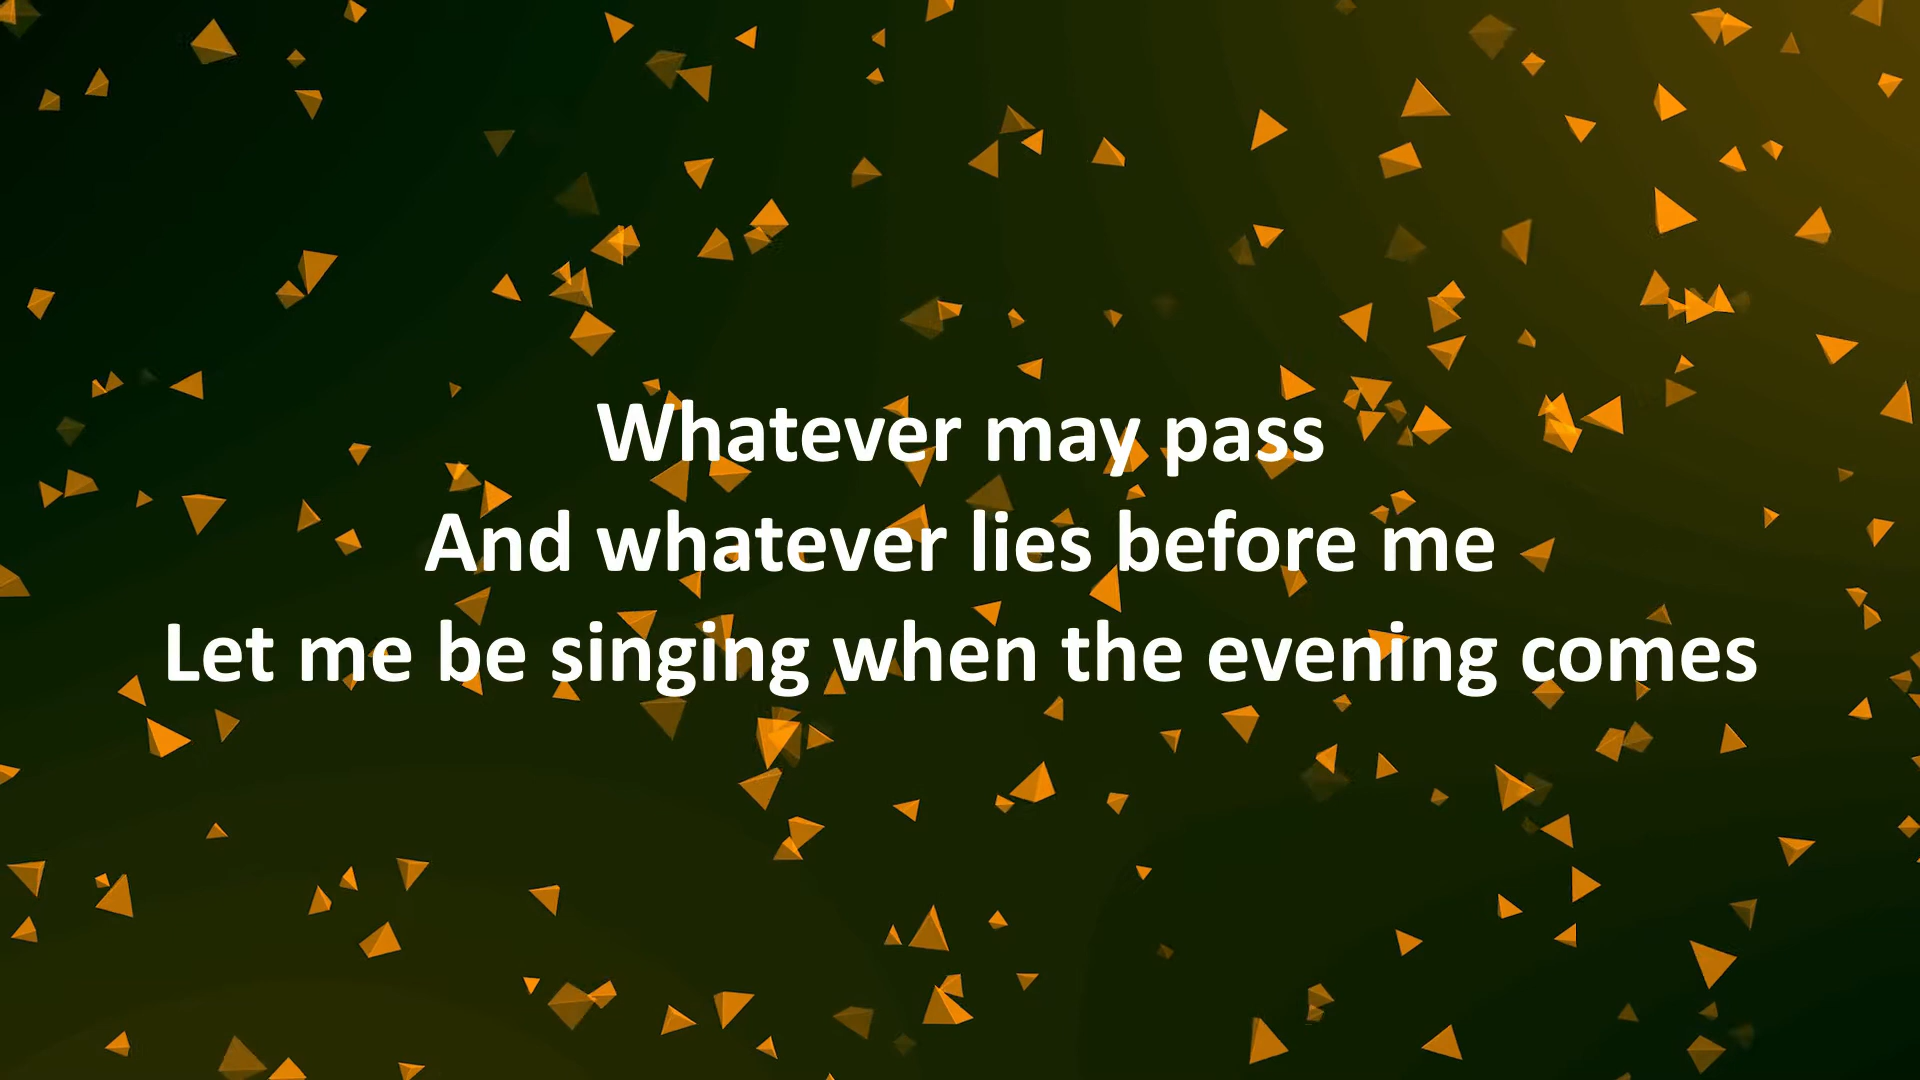 Whatever may pass
And whatever lies before me
Let me be singing when the evening comes